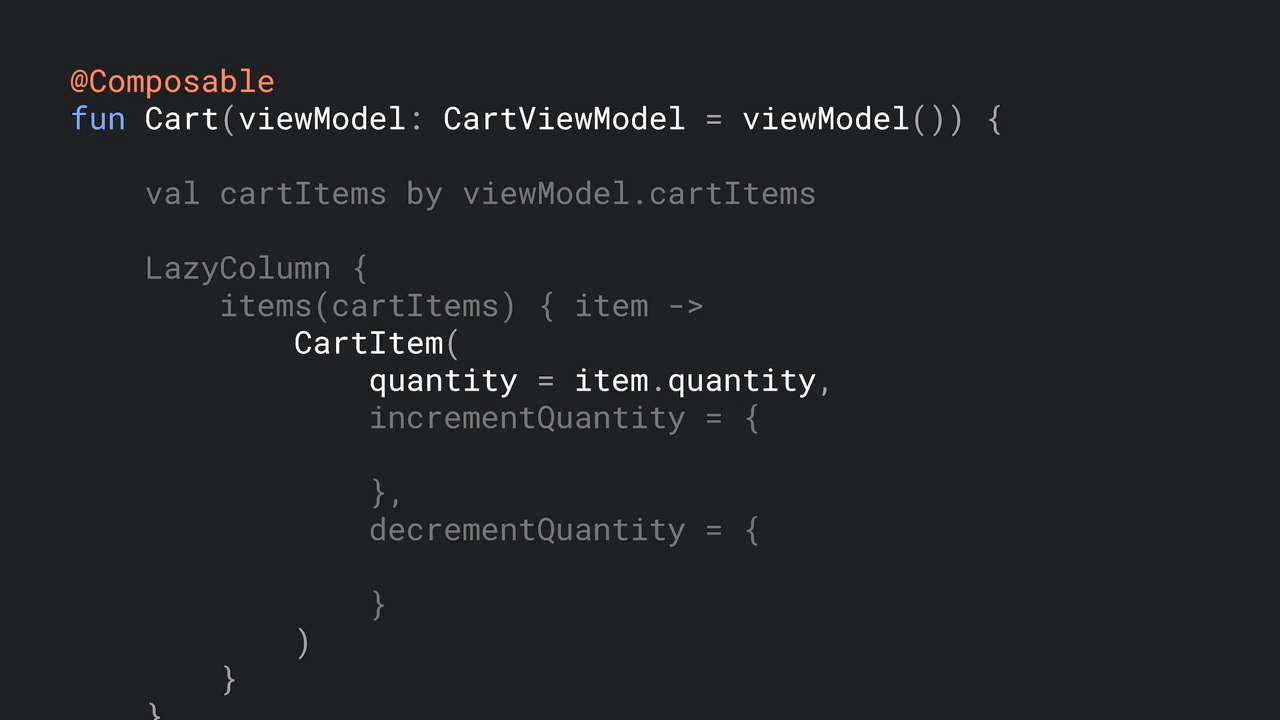 @Composable
fun Cart(viewModel: CartViewModel = viewModel()) {
    val cartItems by viewModel.cartItems
    LazyColumn {
        items(cartItems) { item ->
            CartItem(
                quantity = item.quantity,
                incrementQuantity = {
                },
                decrementQuantity = {
                }
            )
        }
    }